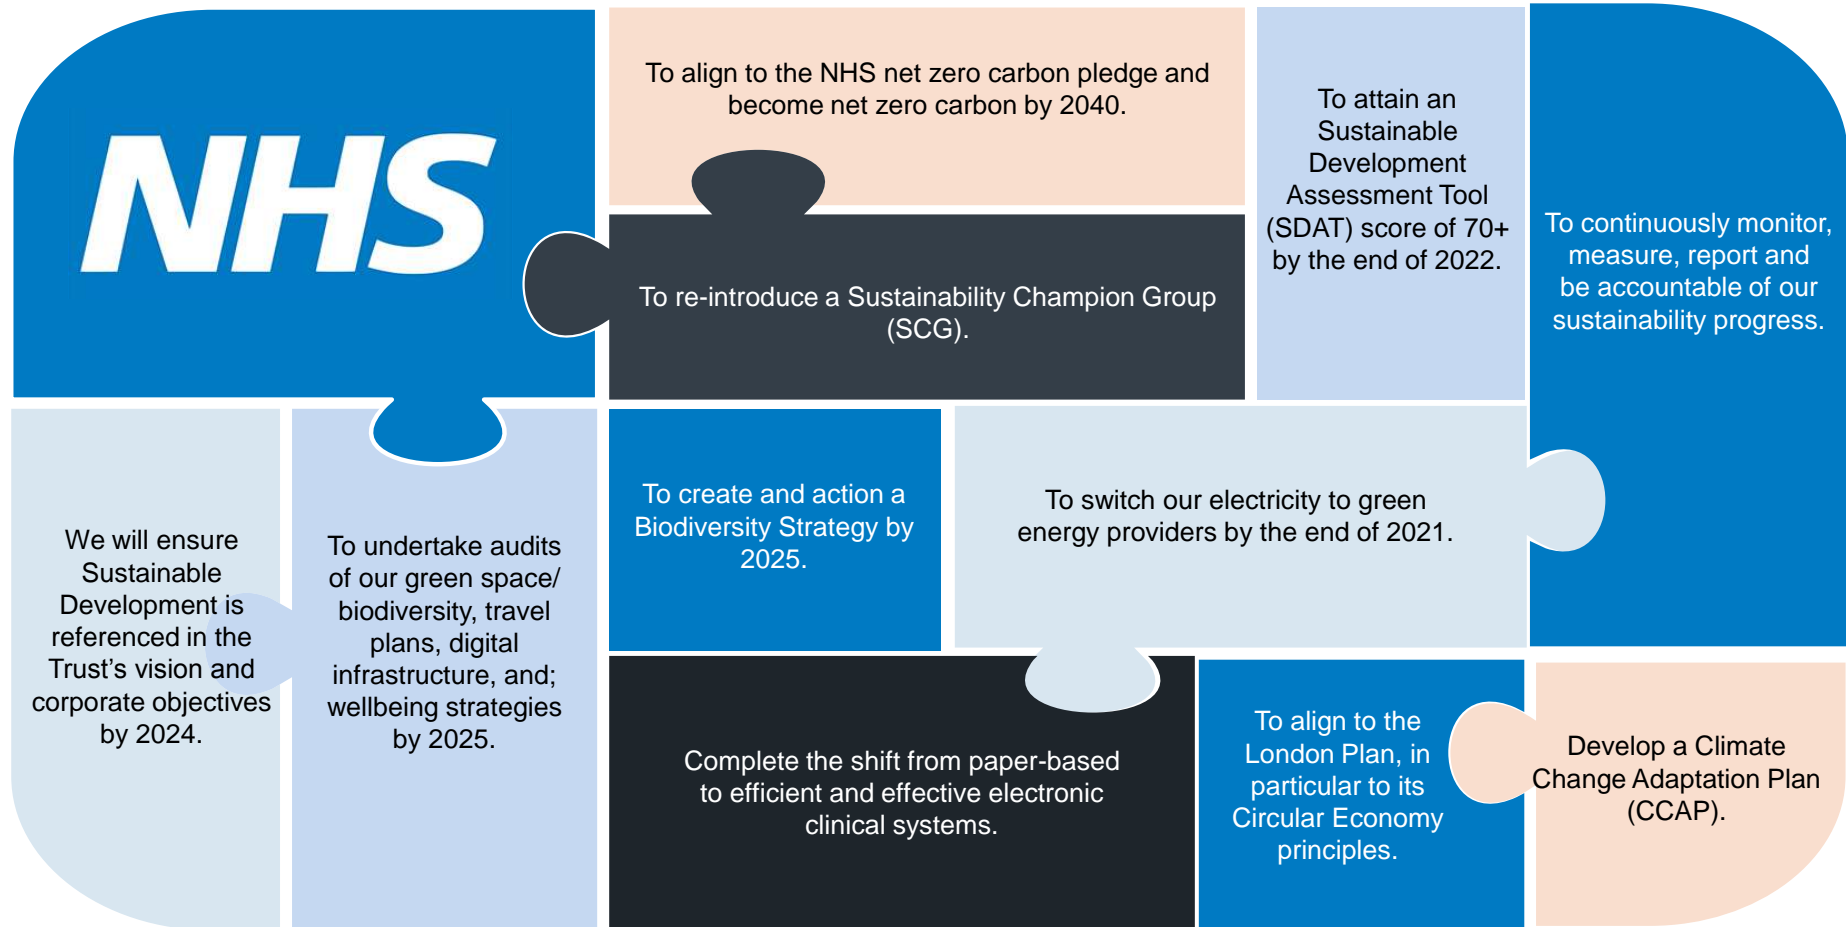 NHS
To align to the NHS net zero carbon pledge and
become net zero carbon by 2040.
To re-introduce a Sustainability Champion Group
(SCG).
To attain an
Sustainable
Development
Assessment Tool
(SDAT) score of 70+
by the end of 2022.
To continuously monitor,
measure, report and
be accountable of our
sustainability progress.
We will ensure
Sustainable
Development is
referenced in the
Trust’s vision and
corporate objectives
by 2024.
To undertake audits
of our green space/
biodiversity, travel
plans, digital
infrastructure, and;
wellbeing strategies
by 2025.
To create and action a
Biodiversity Strategy by
2025.
To switch our electricity to green
energy providers by the end of 2021.
Complete the shift from paper-based
to efficient and effective electronic
clinical systems.
To align to the
London Plan, in
particular to its
Circular Economy
principles.
Develop a Climate
Change Adaptation Plan
(CCAP).